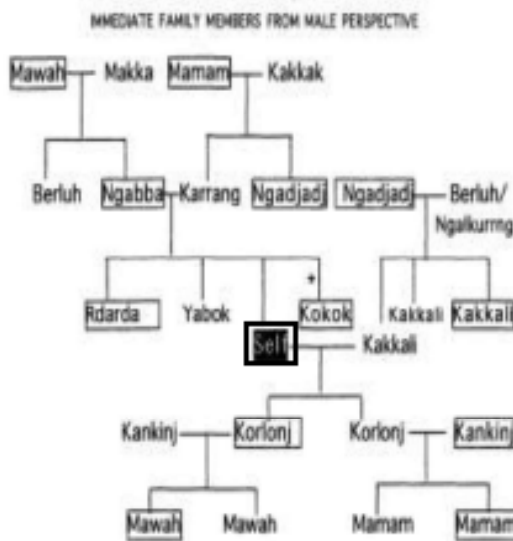 IMMEDIATE FAMILY MEMBERS FROM MALE PERSPECTIVE
Mawah Makka Mamam Kakkak
Berluh Ngabba Karrang Ngadjadj Ngadjadj Berluh/
Ngalkurrng
+
Rdarda Yabok Kokok Kakkali Kakkali
Self Kakkali
Kankinj Korlonj Korlonj Kankinj
Mawah Mawah Mamam Mamam